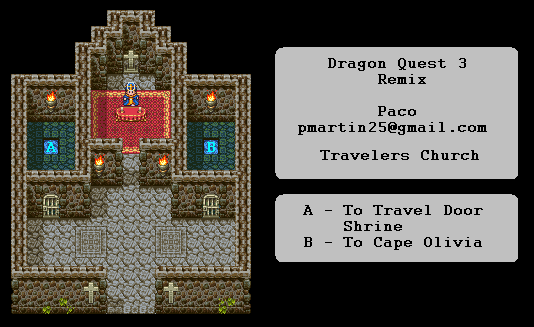 Dragon Quest 3
Remix
Paco
pmartin25@gmail.com
Travelers Church
A
B
A - To Travel Door
Shrine
B - To Cape Olivia